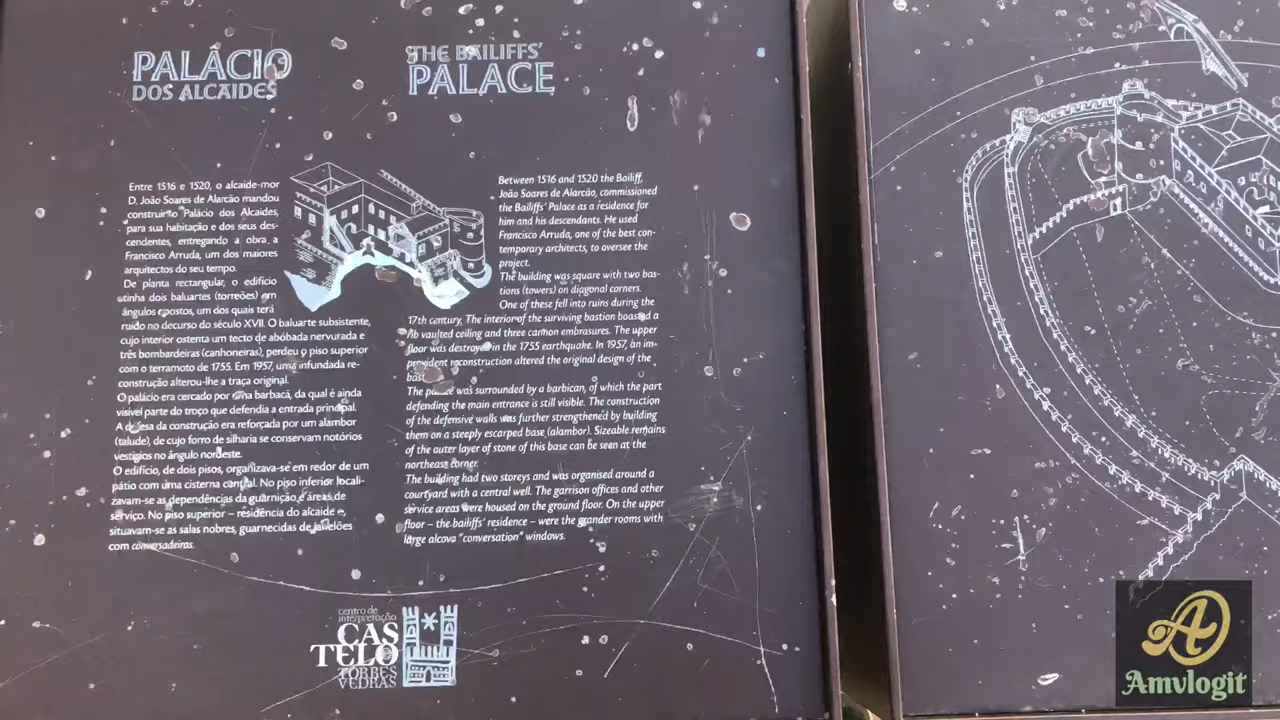 PALÁCIO
DOS ALCAIDES
Entre 1516 e 1520, o alcaide-mor
D. João Soares de Alarcão mandou
construir o Palácio dos Alcaides,
para sua habitação e dos seus des-
cendentes, entregando a obra a
Francisco Arruda, um dos maiores
arquitectos do seu tempo.
De planta rectangular, o edifício
tinha dois baluartes (torreões) em
ângulos opostos, um dos quais terá
ruído no decurso do século XVII. O baluarte subsistente,
cujo interior ostenta um tecto de abóbada nervurada e
três bombardeiras (canhoneiras), perdeu o piso superior
com o terramoto de 1755. Em 1957, uma infundada re-
construção alterou-lhe a traça original.
O palácio era cercado por uma barbacã, da qual é ainda
visível parte do troço que defendia a entrada principal.
A defesa da construção era reforçada por um alambor
(talude), de cujo forro de silharia se conservam notórios
vestígios no ângulo nordeste.
O edifício, de dois pisos, organizava-se em redor de um
pátio com uma cisterna central. No piso inferior locali-
zavam-se as dependências da guarnição e áreas de
serviço. No piso superior – residência do alcaide –,
situavam-se as salas nobres, guarnecidas de janelões
com conversadeiras.
THE BAILIFFS'
PALACE
Between 1516 and 1520 the Bailiff,
João Soares de Alarcão, commissioned
the Bailiffs' Palace as a residence for
him and his descendants. He used
Francisco Arruda, one of the best con-
temporary architects, to oversee the
project.
The building was square with two bas-
tions (towers) on diagonal corners.
One of these fell into ruins during the
17th century. The interior of the surviving bastion boasted a
rib vaulted ceiling and three cannon embrasures. The upper
floor was destroyed in the 1755 earthquake. In 1957, an im-
provident reconstruction altered the original design of the
The palace was surrounded by a barbican, of which the part
defending the main entrance is still visible. The construction
of the defensive walls was further strengthened by building
them on a steeply escarped base (alambor). Sizeable remains
of the outer layer of stone of this base can be seen at the
northeast corner.
The building had two storeys and was organised around a
courtyard with a central well. The garrison offices and other
service areas were housed on the ground floor. On the upper
floor – the bailiffs' residence – were the grander rooms with
large alcova "conversation" windows.
centro de
interpretação
CAS
TELO
TORRES
VEDRAS
Amvlogit